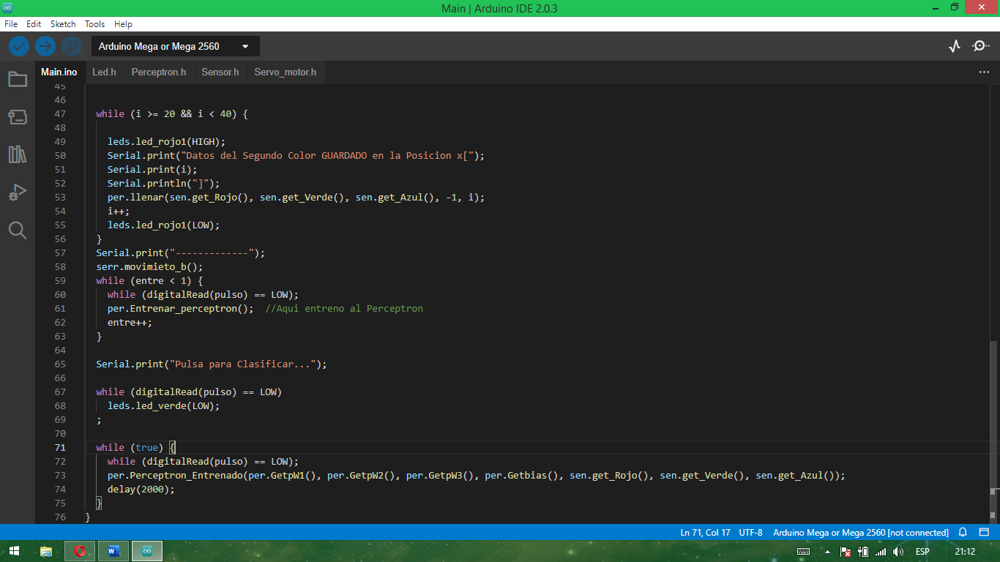 Main | Arduino IDE 2.0.3
File Edit Sketch Tools Help
Arduino Mega or Mega 2560
Main.ino Led.h Perceptron.h Sensor.h Servo_motor.h
45
46
47 while (i >= 20 && i < 40) {
48
49 leds.led_rojo1(HIGH);
50 Serial.print("Datos del Segundo Color GUARDADO en la Posicion x[");
51 Serial.print(i);
52 Serial.println("]");
53 per.llenar(sen.get_Rojo(), sen.get_Verde(), sen.get_Azul(), -1, i);
54 i++;
55 leds.led_rojo1(LOW);
56 }
57 Serial.print("-------------");
58 serr.movimieto_b();
59 while (entre < 1) {
60 while (digitalRead(pulso) == LOW);
61 per.Entrenar_perceptron(); //Aqui entreno al Perceptron
62 entre++;
63 }
64
65 Serial.print("Pulsa para Clasificar...");
66
67 while (digitalRead(pulso) == LOW)
68 leds.led_verde(LOW);
69 ;
70
71 while (true) {
72 while (digitalRead(pulso) == LOW);
73 per.Perceptron_Entrenado(per.GetpW1(), per.GetpW2(), per.GetpW3(), per.Getbias(), sen.get_Rojo(), sen.get_Verde(), sen.get_Azul());
74 delay(2000);
75 }
76 }
Ln 71, Col 17 UTF-8 Arduino Mega or Mega 2560 [not connected]
ESP 21:12